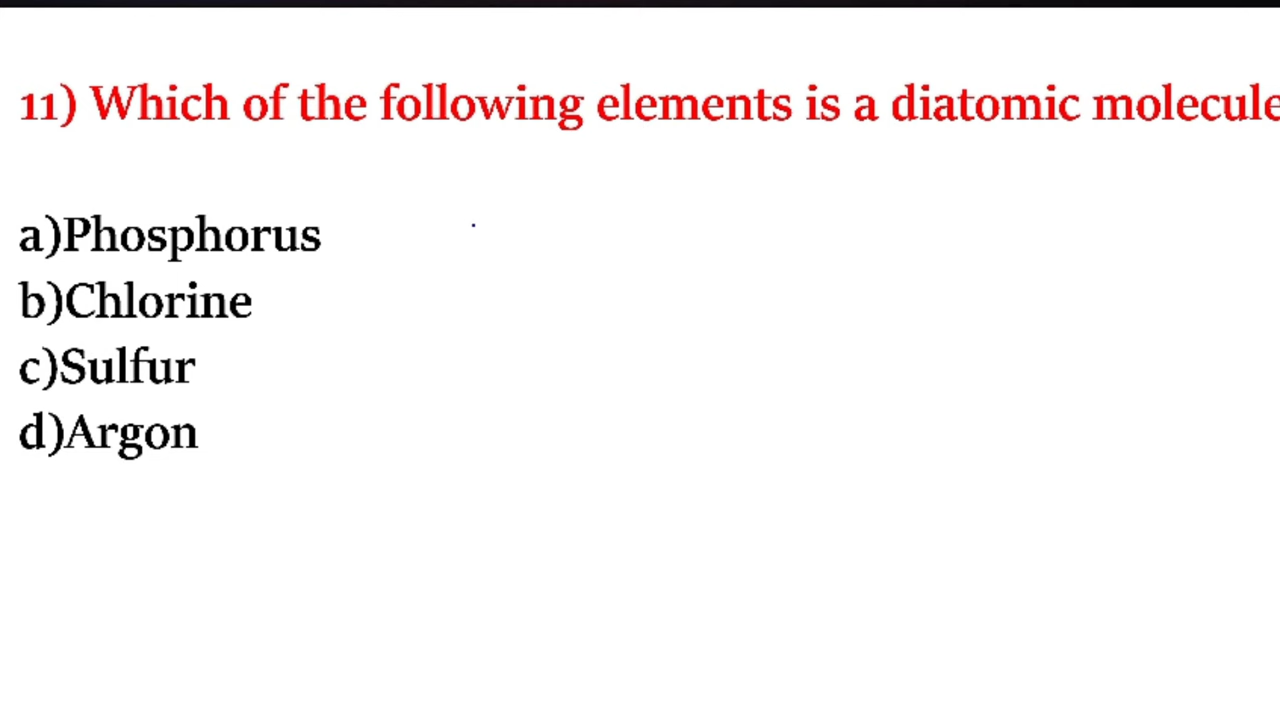 11) Which of the following elements is a diatomic molecule
a)Phosphorus
b)Chlorine
c)Sulfur
d)Argon